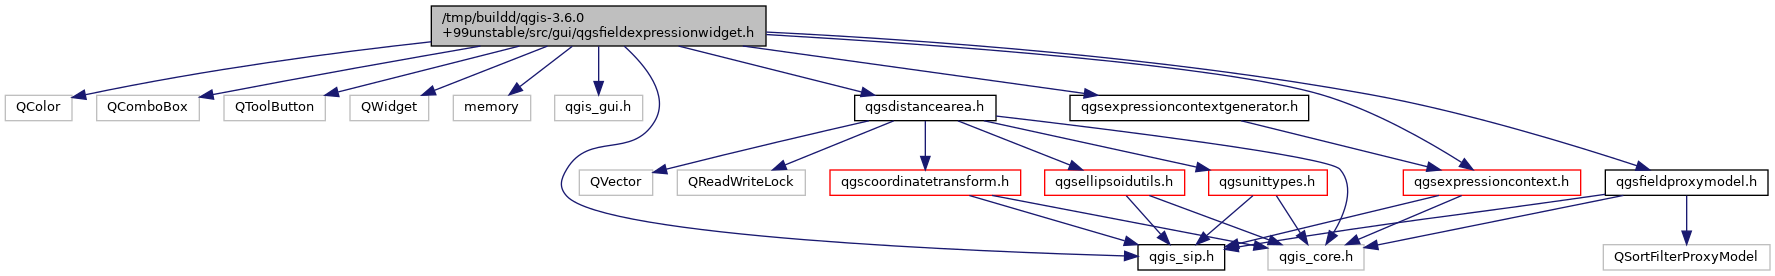 /tmp/buildd/qgis-3.6.0
+99unstable/src/gui/qgsfieldexpressionwidget.h
QColor
QComboBox
QToolButton
QWidget
memory
qgis_gui.h
qgsdistancearea.h
qgsexpressioncontextgenerator.h
QVector
QReadWriteLock
qgscoordinatetransform.h
qgsellipsoidutils.h
qgsunittypes.h
qgsexpressioncontext.h
qgsfieldproxymodel.h
qgis_sip.h
qgis_core.h
QSortFilterProxyModel